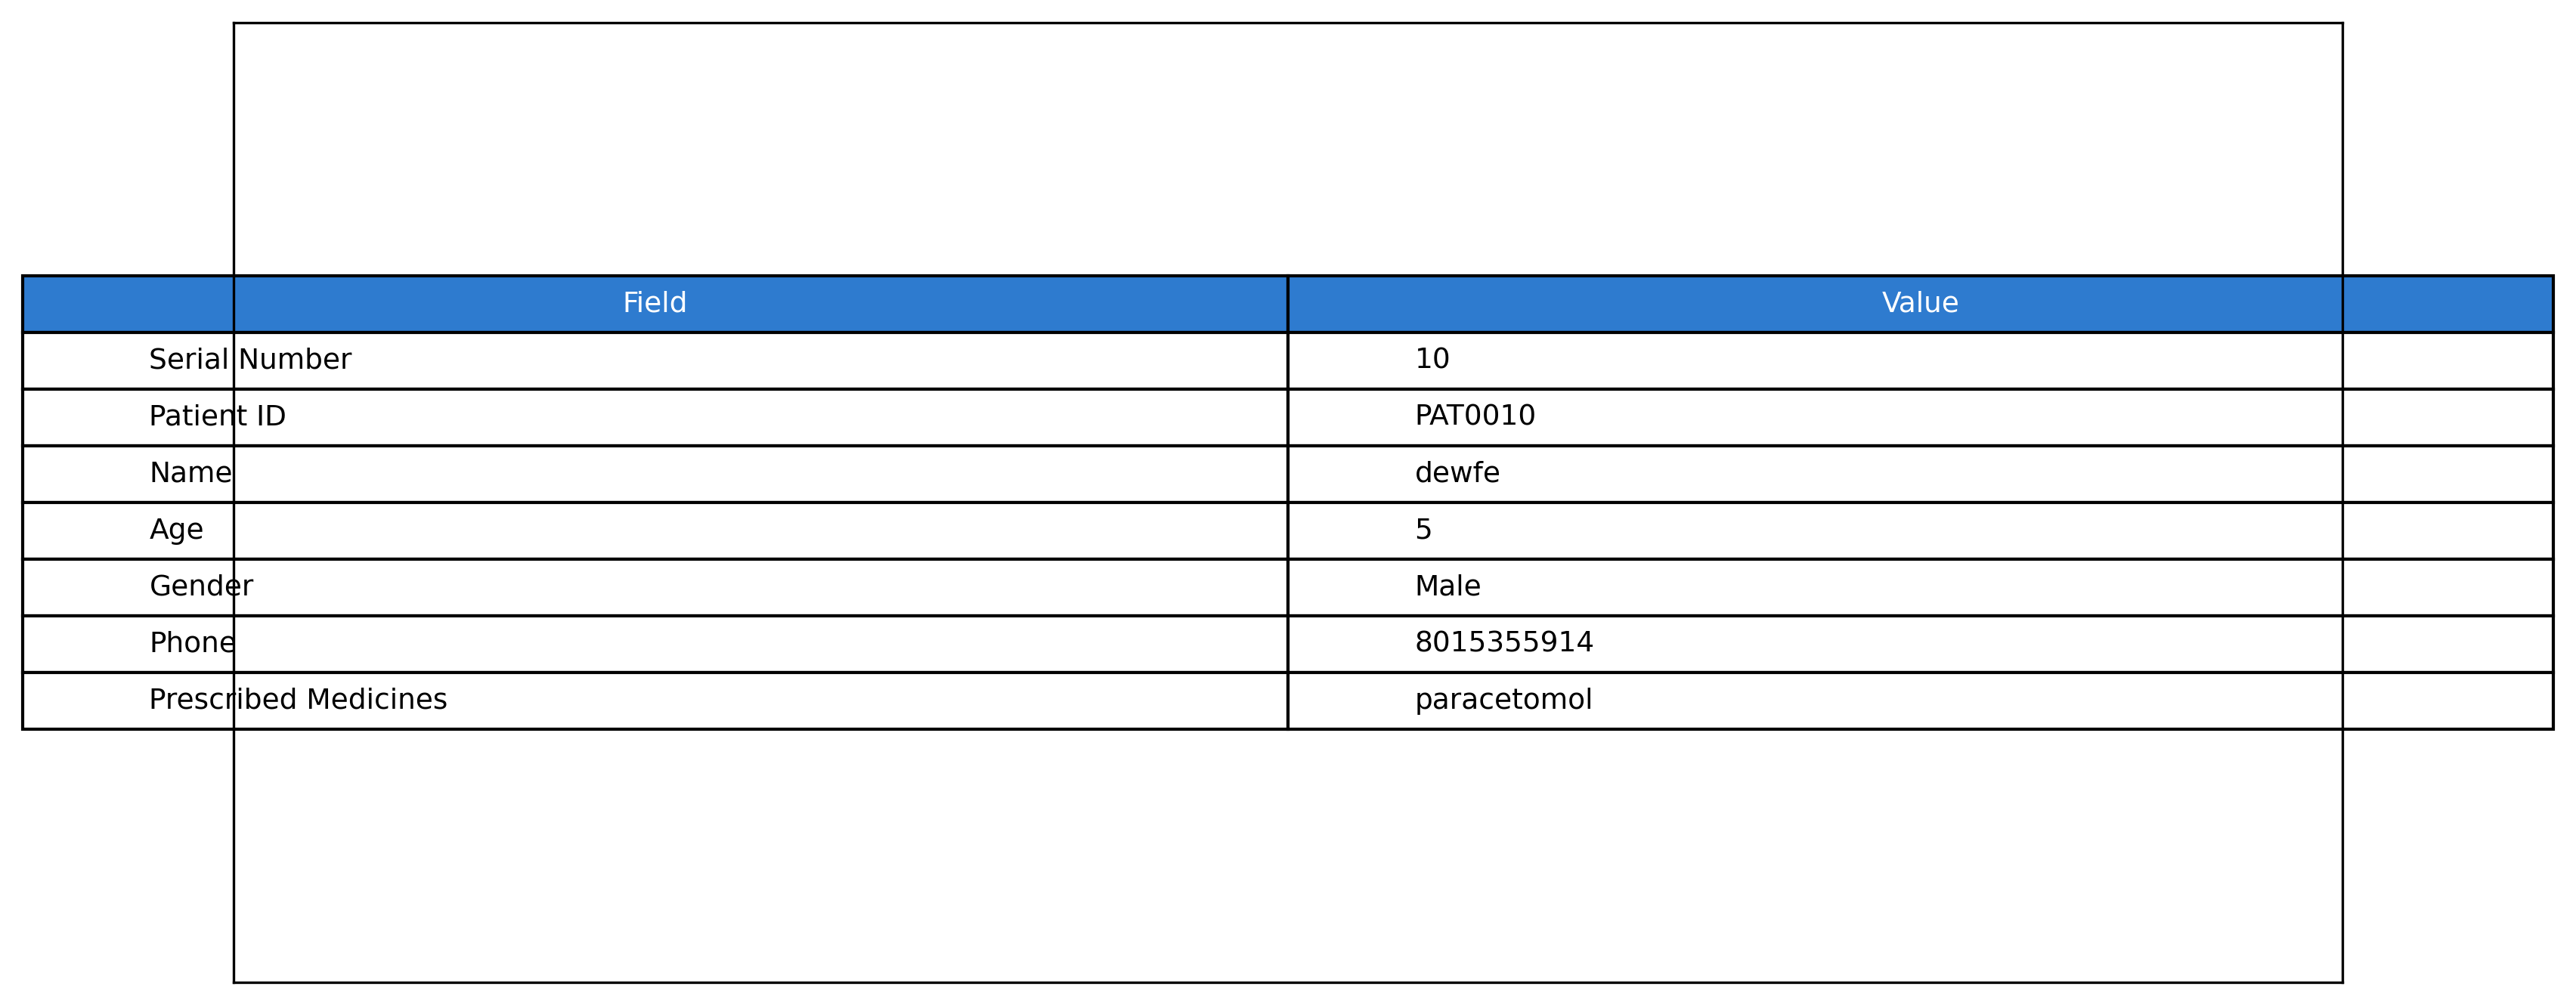 Field Value
Serial Number 10
Patient ID PAT0010
Name dewfe
Age 5
Gender Male
Phone 8015355914
Prescribed Medicines paracetomol